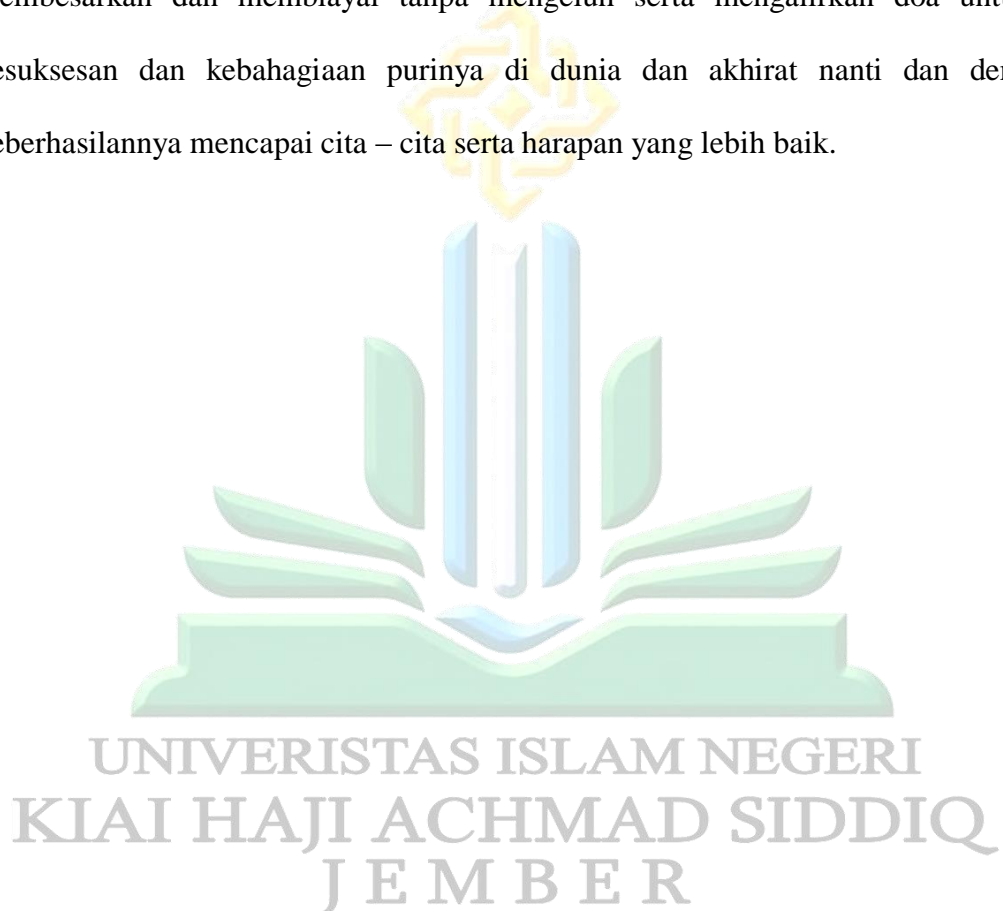 embesarkan dan membiayai tanpa mengeluh serta mengalirkan doa untu
esuksesan dan kebahagiaan purinya di dunia dan akhirat nanti dan
eberhasilannya mencapai cita – cita serta harapan yang lebih baik.
UNIVERISTAS ISLAM NEGERI
KIAI HAJI ACHMAD SIDDIQ
JEMBER